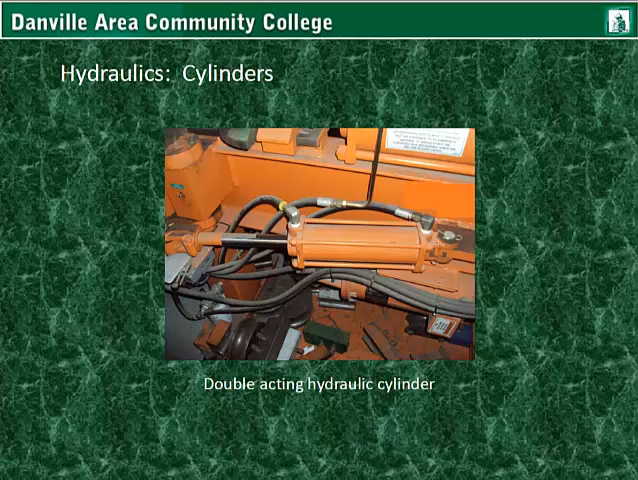 Danville Area Community College
Hydraulics: Cylinders
Double acting hydraulic cylinder